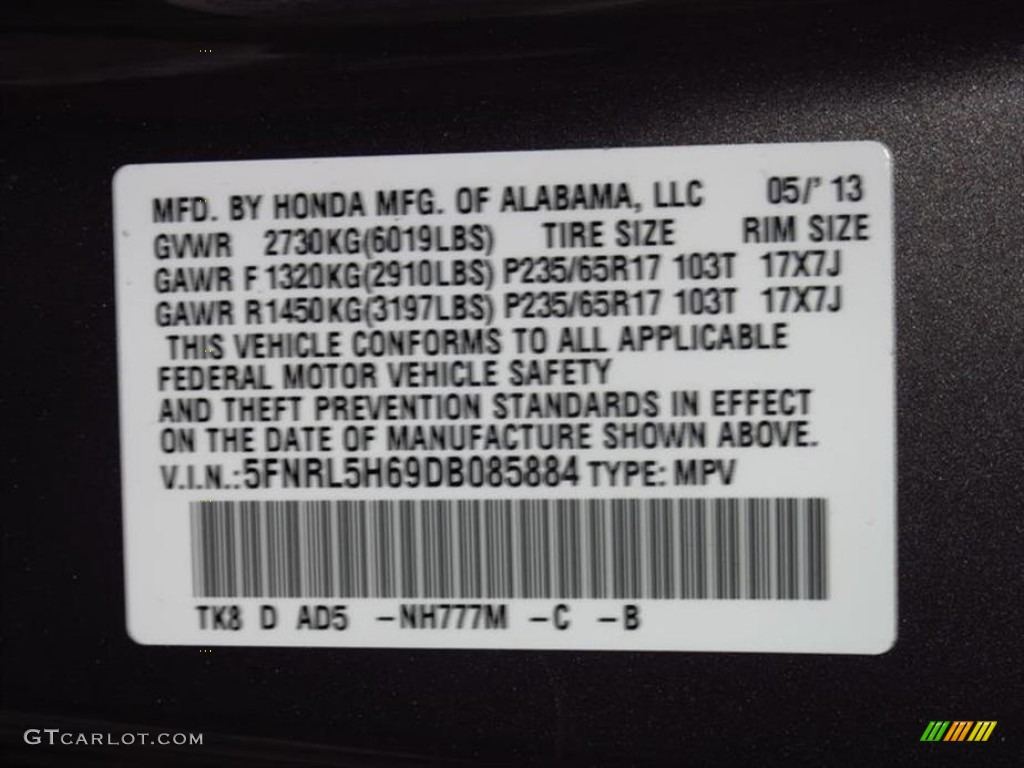 MFD. BY HONDA MFG. OF ALABAMA, LLC 05/' 13
GVWR 2730KG(6019LBS) TIRE SIZE RIM SIZE
GAWR F 1320KG(2910LBS) P235/65R17 103T 17X7J
GAWR R1450KG(3197LBS) P235/65R17 103T 17X7J
THIS VEHICLE CONFORMS TO ALL APPLICABLE
FEDERAL MOTOR VEHICLE SAFETY
AND THEFT PREVENTION STANDARDS IN EFFECT
ON THE DATE OF MANUFACTURE SHOWN ABOVE.
V.I.N.:5FNRL5H69DB085884 TYPE: MPV
TK8 D AD5 -NH777M -C -B
GTCARLOT.COM